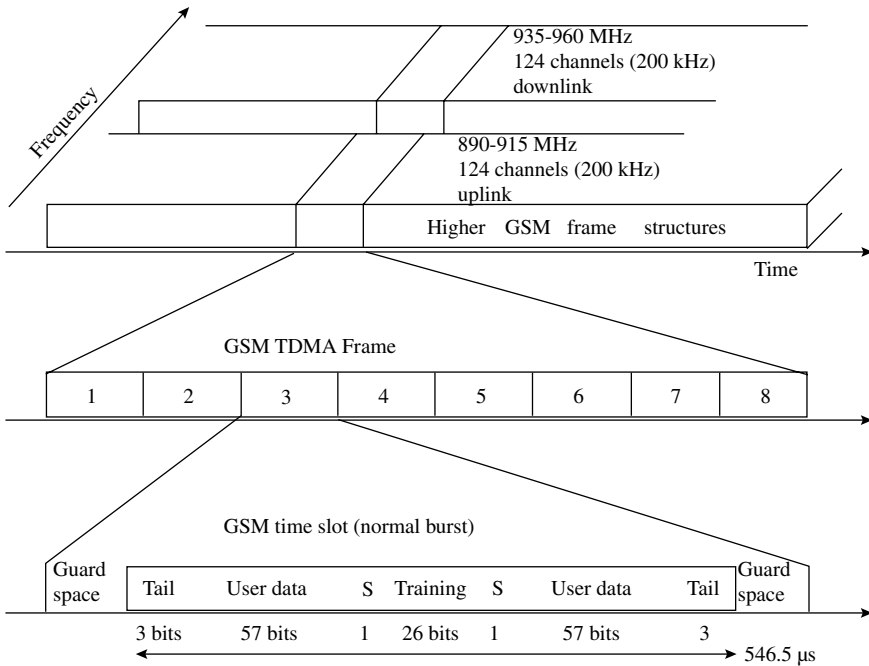 935-960 MHz
124 channels (200 kHz)
downlink
Frequency
890-915 MHz
124 channels (200 kHz)
uplink
Higher GSM frame structures
Time
GSM TDMA Frame
1 2 3 4 5 6 7 8
GSM time slot (normal burst)
Guard
space
Tail User data S Training S User data Tail
Guard
space
3 bits 57 bits 1 26 bits 1 57 bits 3
546.5 µs